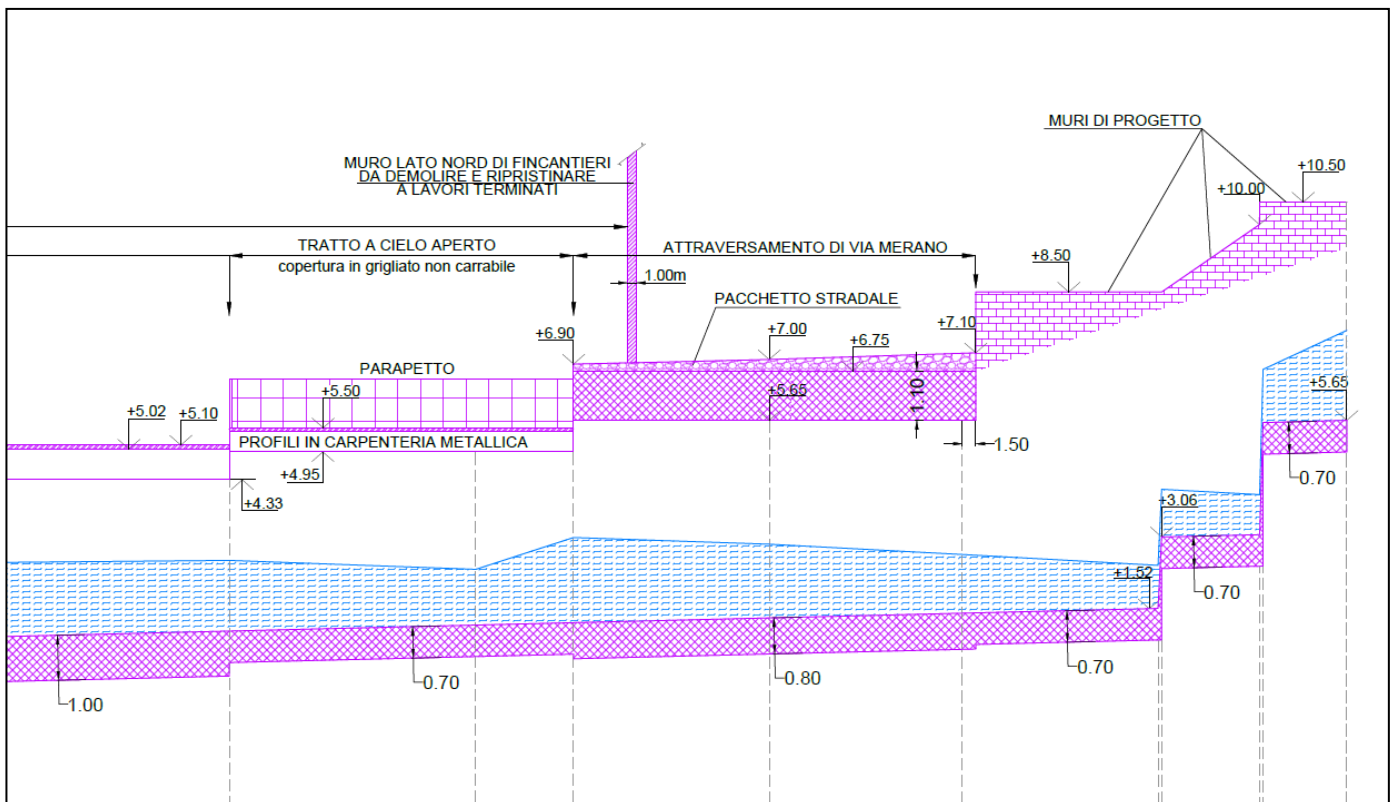 MURI DI PROGETTO
MURO LATO NORD DI FINCANTIERI
DA DEMOLIRE E RIPRISTINARE
A LAVORI TERMINATI
+10.50
+10.00
TRATTO A CIELO APERTO
copertura in grigliato non carrabile
ATTRAVERSAMENTO DI VIA MERANO
+8.50
1.00m
PACCHETTO STRADALE
+6.90
+7.00
+7.10
+6.75
PARAPETTO
+5.50
+5.65
1.10
+5.65
+5.02
+5.10
PROFILI IN CARPENTERIA METALLICA
1.50
+4.95
+4.33
0.70
+3.06
+1.52
0.70
0.70
0.80
0.70
1.00